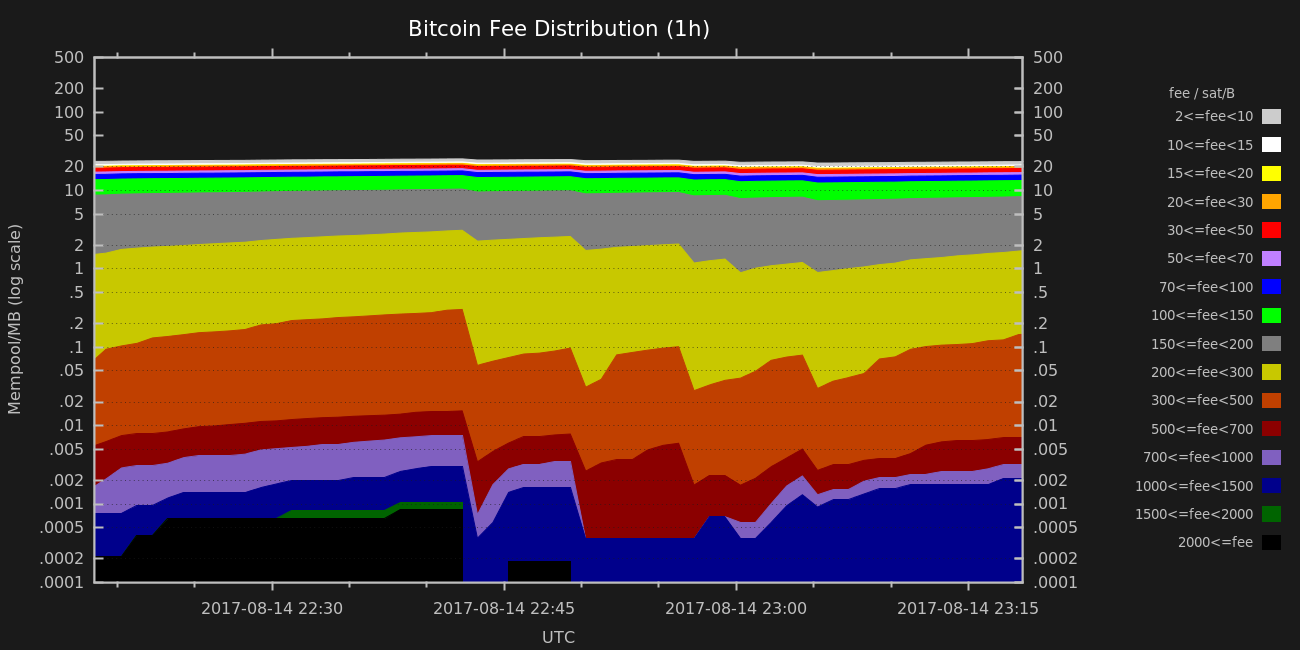 Bitcoin Fee Distribution (1h)
Mempool/MB (log scale)
500
200
100
50
20
10
5
2
1
.5
.2
.1
.05
.02
.01
.005
.002
.001
.0005
.0002
.0001
500
200
100
50
20
10
5
2
1
.5
.2
.1
.05
.02
.01
.005
.002
.001
.0005
.0002
.0001
fee / sat/B
2<=fee<10
10<=fee<15
15<=fee<20
20<=fee<30
30<=fee<50
50<=fee<70
70<=fee<100
100<=fee<150
150<=fee<200
200<=fee<300
300<=fee<500
500<=fee<700
700<=fee<1000
1000<=fee<1500
1500<=fee<2000
2000<=fee
2017-08-14 22:30 2017-08-14 22:45 2017-08-14 23:00 2017-08-14 23:15
UTC